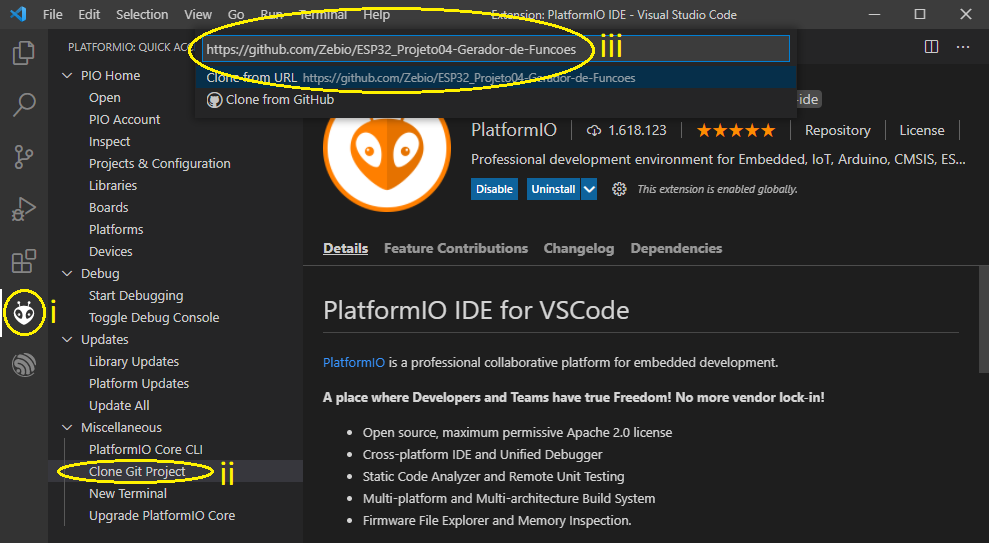 File Edit Selection View Go Run Terminal Help Extension: PlatformIO IDE - Visual Studio Code
PLATFORMIO: QUICK AC
https://github.com/Zebio/ESP32_Projeto04-Gerador-de-Funcoes
iii
Clone from URL https://github.com/Zebio/ESP32_Projeto04-Gerador-de-Funcoes
Clone from GitHub
-ide
PIO Home
Open
PIO Account
Inspect
Projects & Configuration
Libraries
Boards
Platforms
Devices
Debug
Start Debugging
Toggle Debug Console
Updates
Library Updates
Platform Updates
Update All
Miscellaneous
PlatformIO Core CLI
Clone Git Project
New Terminal
Upgrade PlatformIO Core
i
ii
PlatformIO 1.618.123 Repository License
Professional development environment for Embedded, IoT, Arduino, CMSIS, ES...
Disable Uninstall This extension is enabled globally.
Details Feature Contributions Changelog Dependencies
PlatformIO IDE for VSCode
PlatformIO is a professional collaborative platform for embedded development.
A place where Developers and Teams have true Freedom! No more vendor lock-in!
• Open source, maximum permissive Apache 2.0 license
• Cross-platform IDE and Unified Debugger
• Static Code Analyzer and Remote Unit Testing
• Multi-platform and Multi-architecture Build System
• Firmware File Explorer and Memory Inspection.